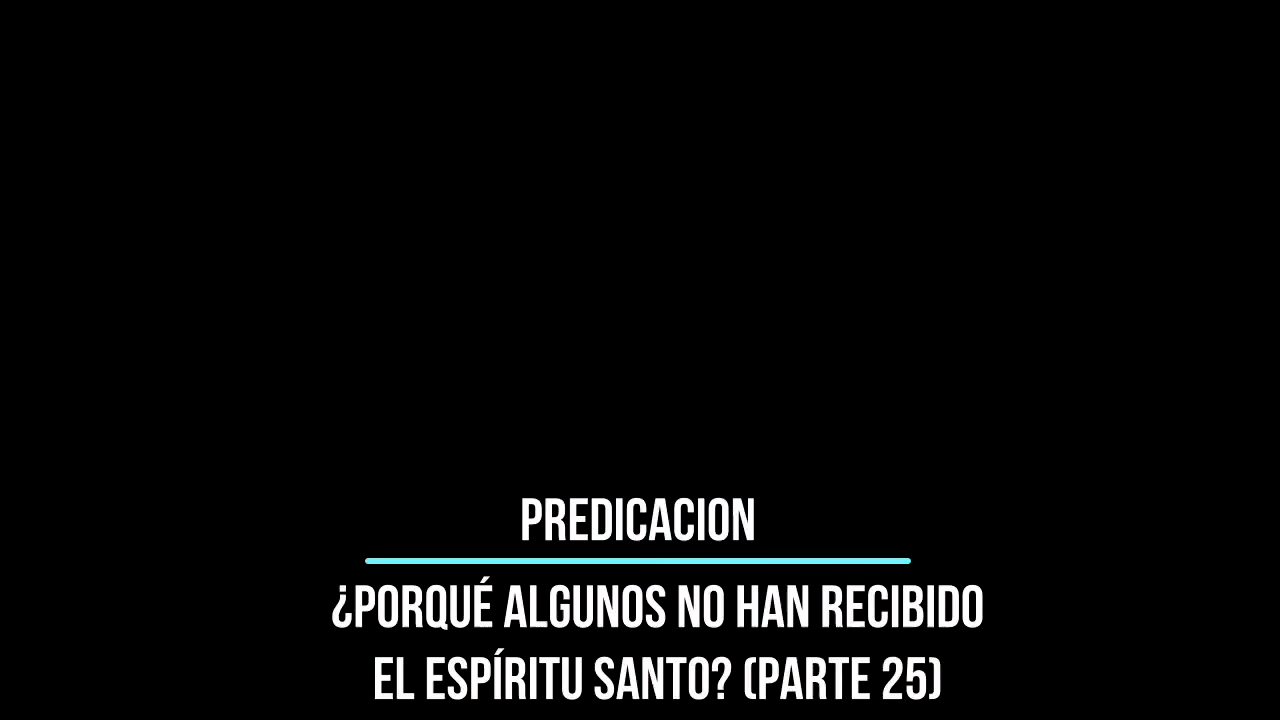 PREDICACION
¿PORQUÉ ALGUNOS NO HAN RECIBIDO
EL ESPÍRITU SANTO? (PARTE 25)